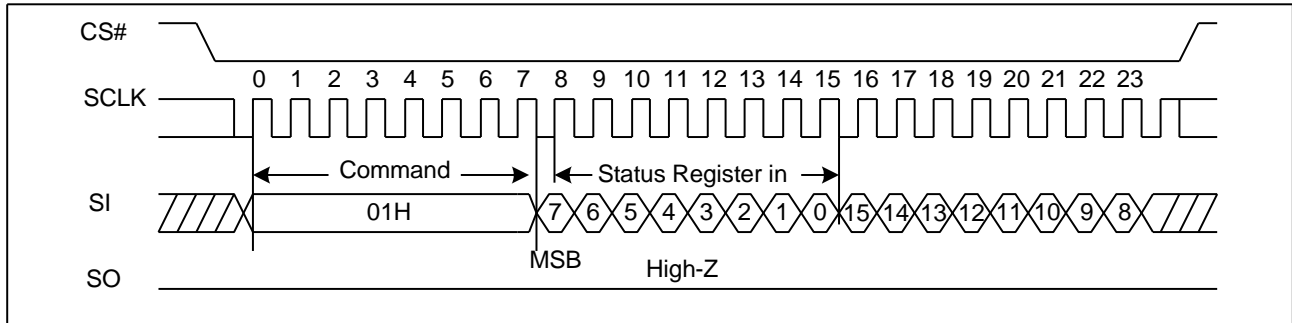 CS#
0 1 2 3 4 5 6 7 8 9 10 11 12 13 14 15 16 17 18 19 20 21 22 23
SCLK
Command Status Register in
SI 01H 7 6 5 4 3 2 1 0 15 14 13 12 11 10 9 8
MSB High-Z
SO